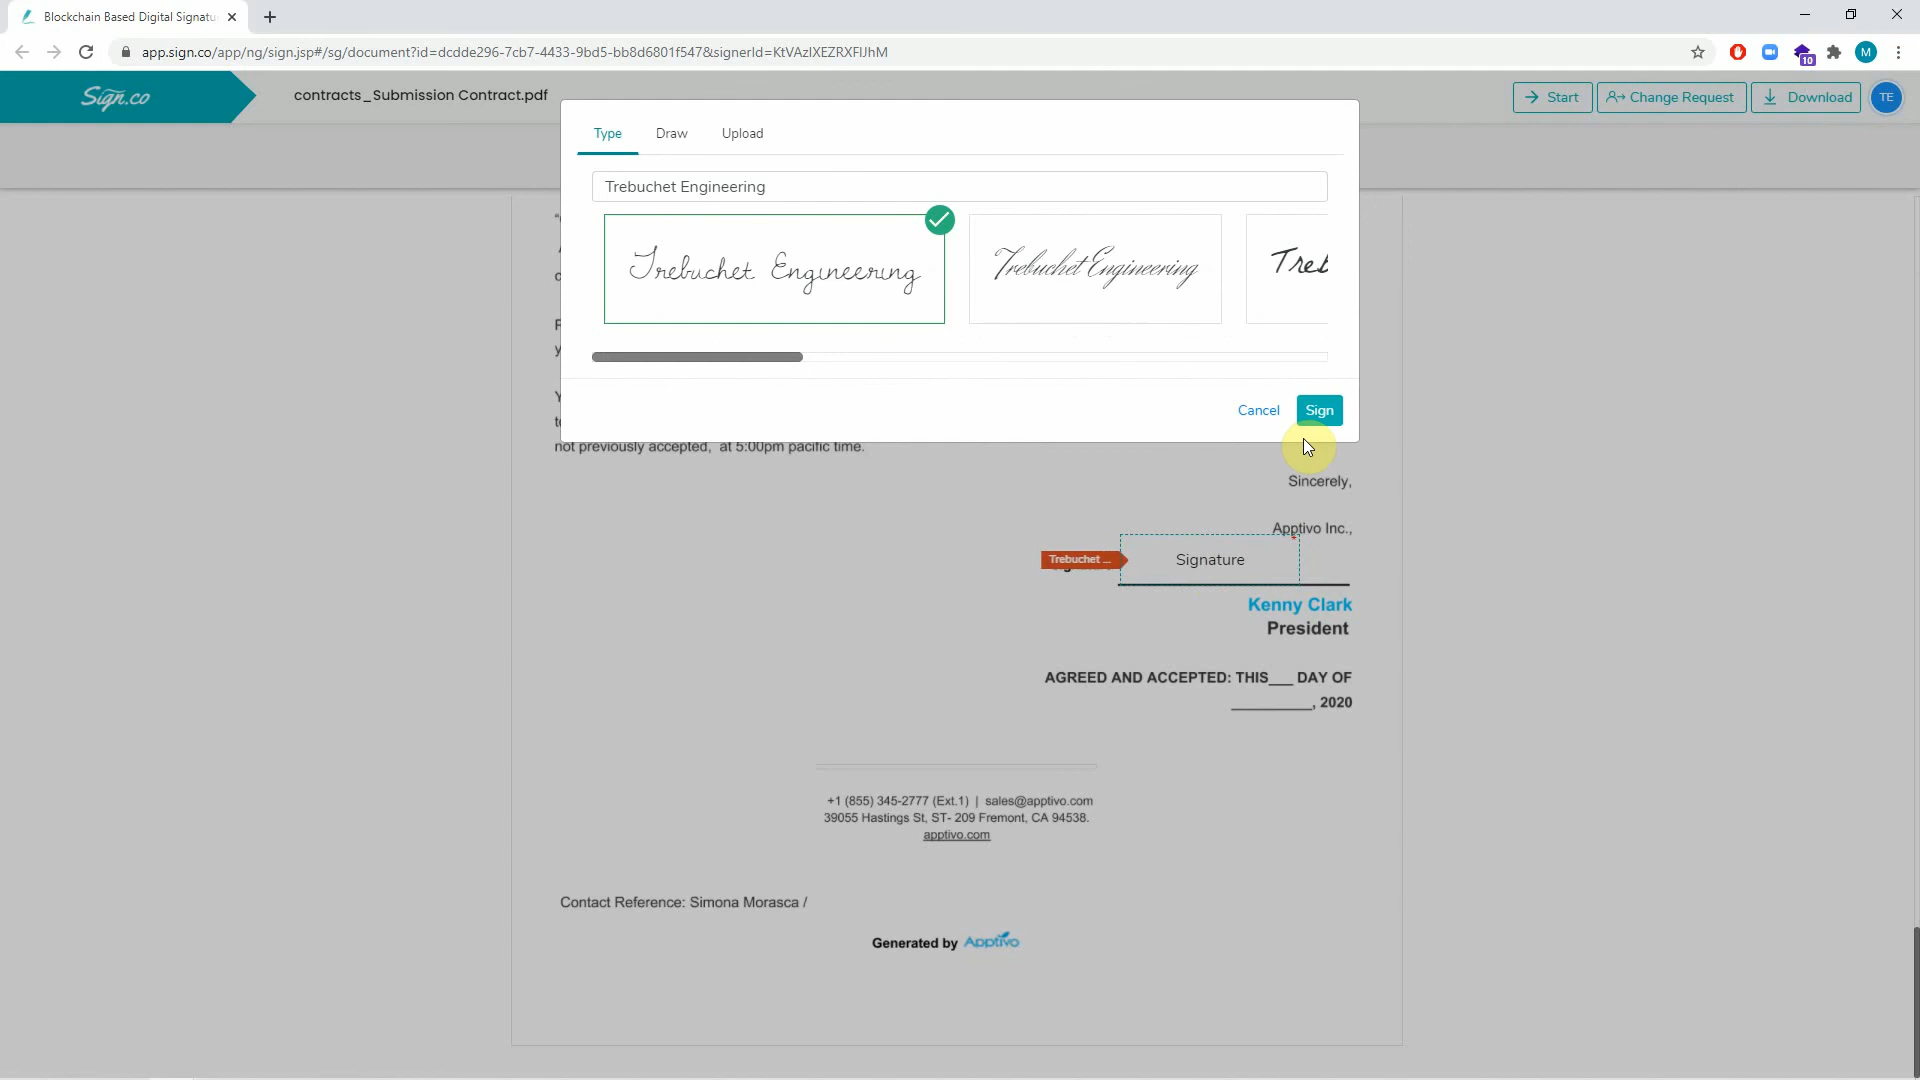 Blockchain Based Digital Signatu
app.sign.co/app/ng/sign.jsp#/sg/document?id=dcdde296-7cb7-4433-9bd5-bb8d6801f547&signerId=KtVAzIXEZRXFIJhM
10
M
Sign.co
contracts_Submission Contract.pdf
Start
Change Request
Download
TE
Type
Draw
Upload
Trebuchet Engineering
Trebuchet Engineering
Trebuchet Engineering
Treb
Cancel
Sign
not previously accepted, at 5:00pm pacific time.
Sincerely,
Apptivo Inc.,
Trebuchet ...
Signature
Kenny Clark
President
AGREED AND ACCEPTED: THIS___ DAY OF
__________, 2020
+1 (855) 345-2777 (Ext.1) | sales@apptivo.com
39055 Hastings St, ST- 209 Fremont, CA 94538.
apptivo.com
Contact Reference: Simona Morasca /
Generated by Apptivo